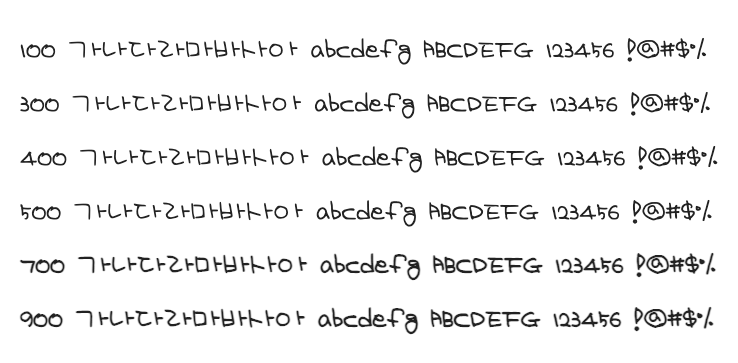 100 가나다라마바사아 abcdefg ABCDEFG 123456 !@#$%
300 가나다라마바사아 abcdefg ABCDEFG 123456 !@#$%
400 가나다라마바사아 abcdefg ABCDEFG 123456 !@#$%
500 가나다라마바사아 abcdefg ABCDEFG 123456 !@#$%
700 가나다라마바사아 abcdefg ABCDEFG 123456 !@#$%
900 가나다라마바사아 abcdefg ABCDEFG 123456 !@#$%